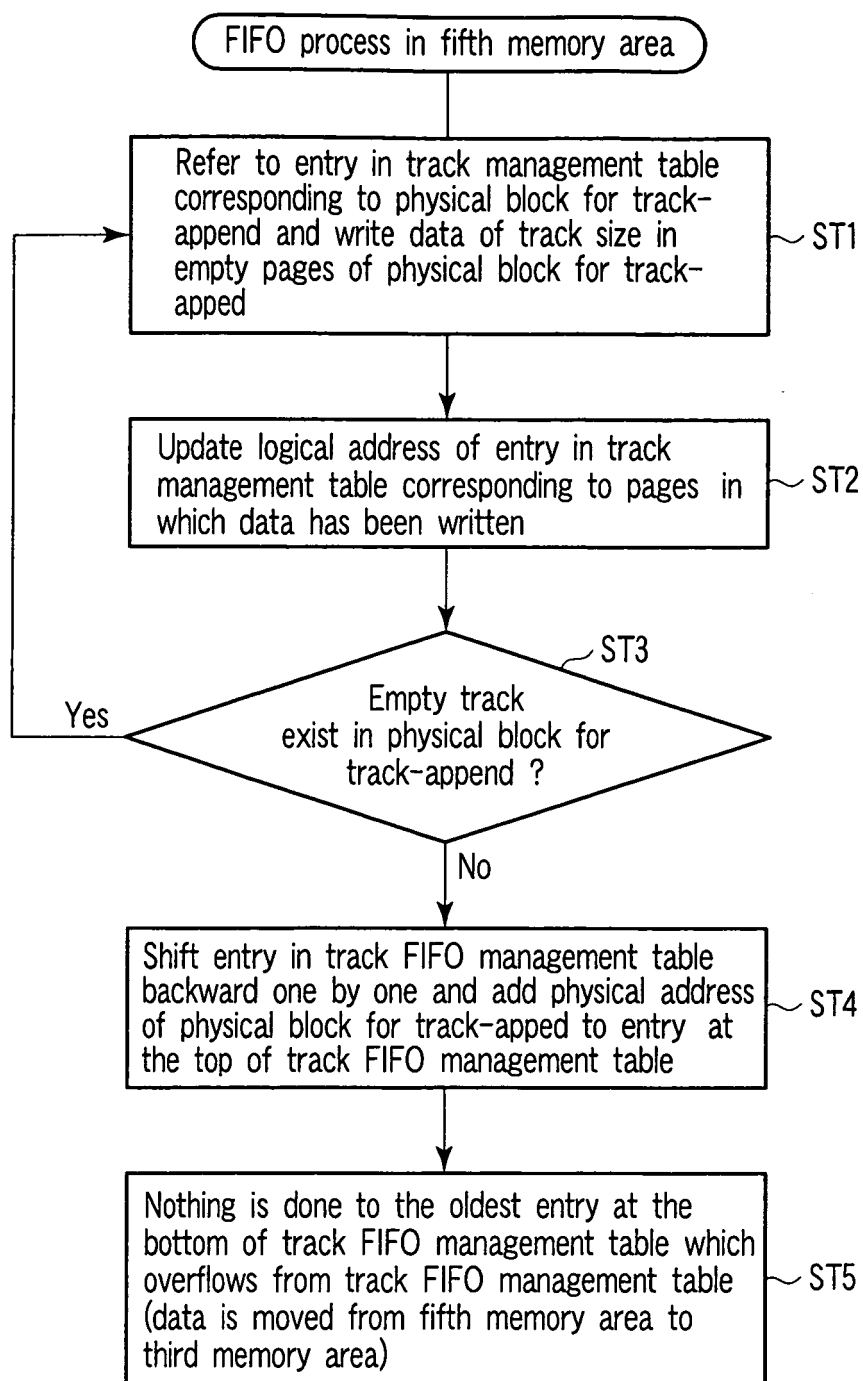 FIFO process in fifth memory area
Refer to entry in track management table
corresponding to physical block for track-
append and write data of track size in
empty pages of physical block for track-
apped
ST1
Update logical address of entry in track
management table corresponding to pages in
which data has been written
ST2
ST3
Empty track
exist in physical block for
track-append ?
Yes
No
Shift entry in track FIFO management table
backward one by one and add physical address
of physical block for track-apped to entry at
the top of track FIFO management table
ST4
Nothing is done to the oldest entry at the
bottom of track FIFO management table which
overflows from track FIFO management table
(data is moved from fifth memory area to
third memory area)
ST5